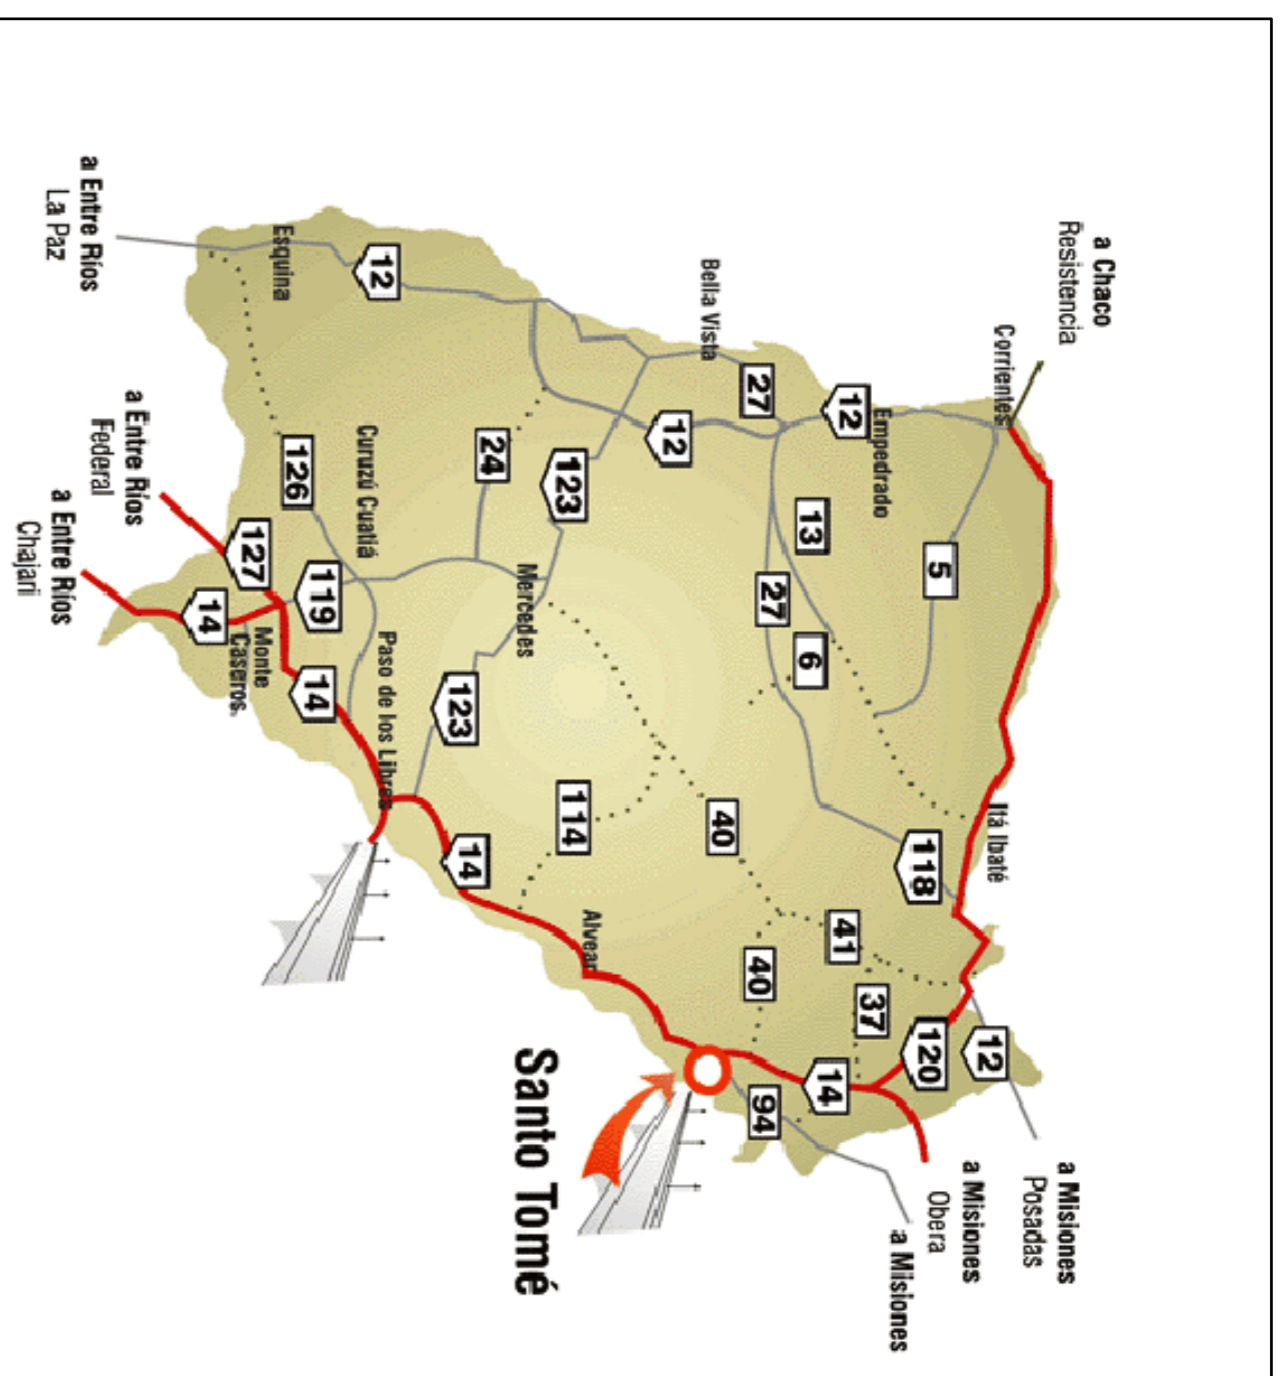 a Chaco
Resistencia
a Misiones
Posadas
Corrientes
Itá Ibaté
12
a Misiones
Obera
5
120
118
a Misiones
Empedrado
37
12
41
14
13
6
27
94
27
40
40
Bella Vista
12
Alvear
114
123
Santo Tomé
Mercedes
24
14
123
Paso de los Libres
12
Curuzú Cuatiá
119
14
126
Esquina
Monte
Caseros
127
14
a Entre Ríos
Federal
a Entre Ríos
La Paz
a Entre Ríos
Chajari